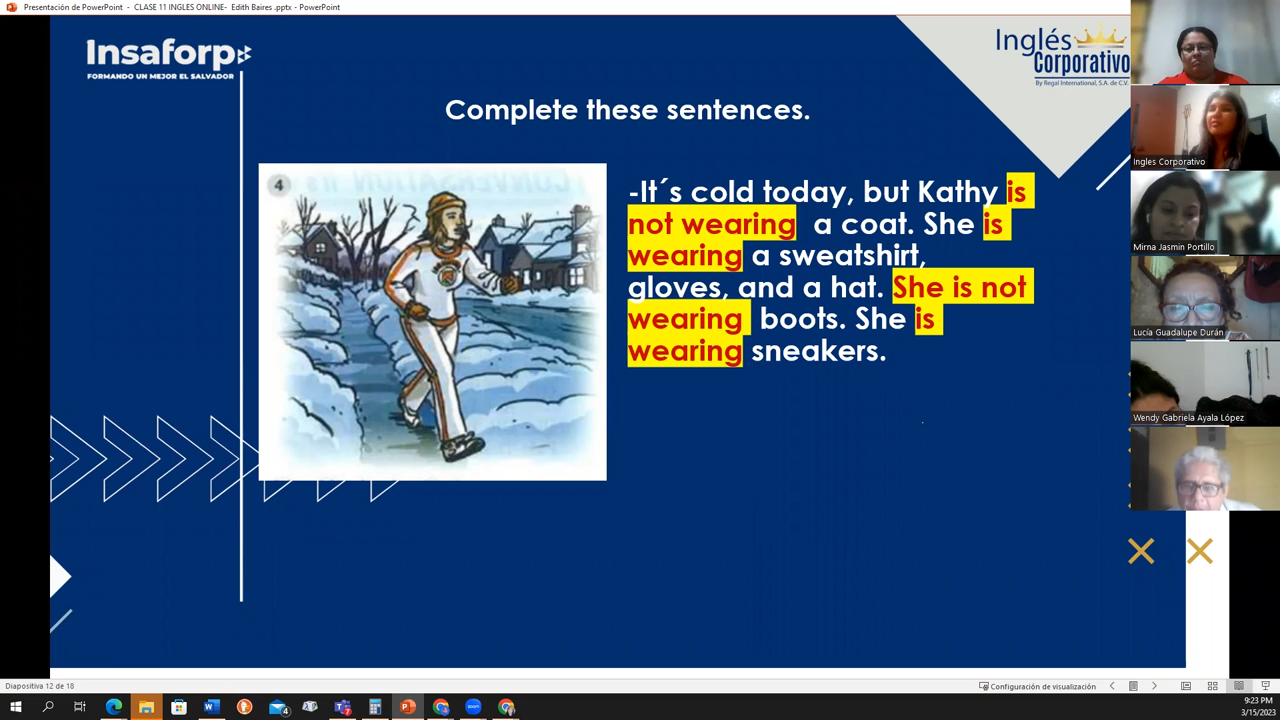 Presentación de PowerPoint - CLASE 11 INGLES ONLINE- Edith Baires .pptx - PowerPoint
Insaforp
FORMANDO UN MEJOR EL SALVADOR
Inglés
Corporativo
By Regal International, S.A. de C.V.
Complete these sentences.
4
-It´s cold today, but Kathy is
not wearing a coat. She is
wearing a sweatshirt,
gloves, and a hat. She is not
wearing boots. She is
wearing sneakers.
Ingles Corporativo
Mirna Jasmin Portillo
Lucía Guadalupe Durán
Wendy Gabriela Ayala López
Diapositiva 12 de 18
Configuración de visualización
9:23 PM
3/15/2023